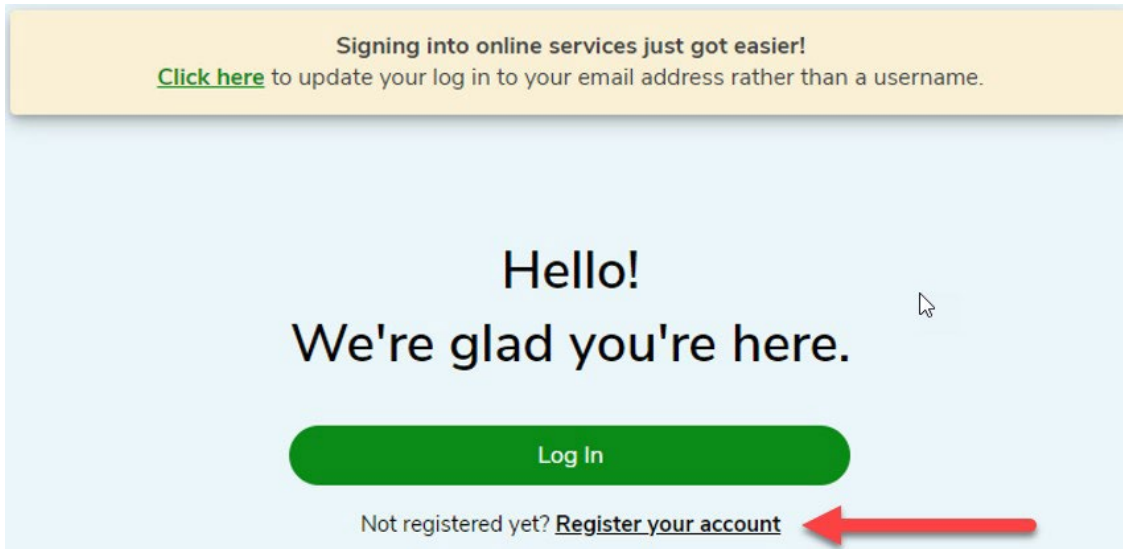 Signing into online services just got easier!
Click here to update your log in to your email address rather than a username.
Hello!
We're glad you're here.
Log In
Not registered yet? Register your account